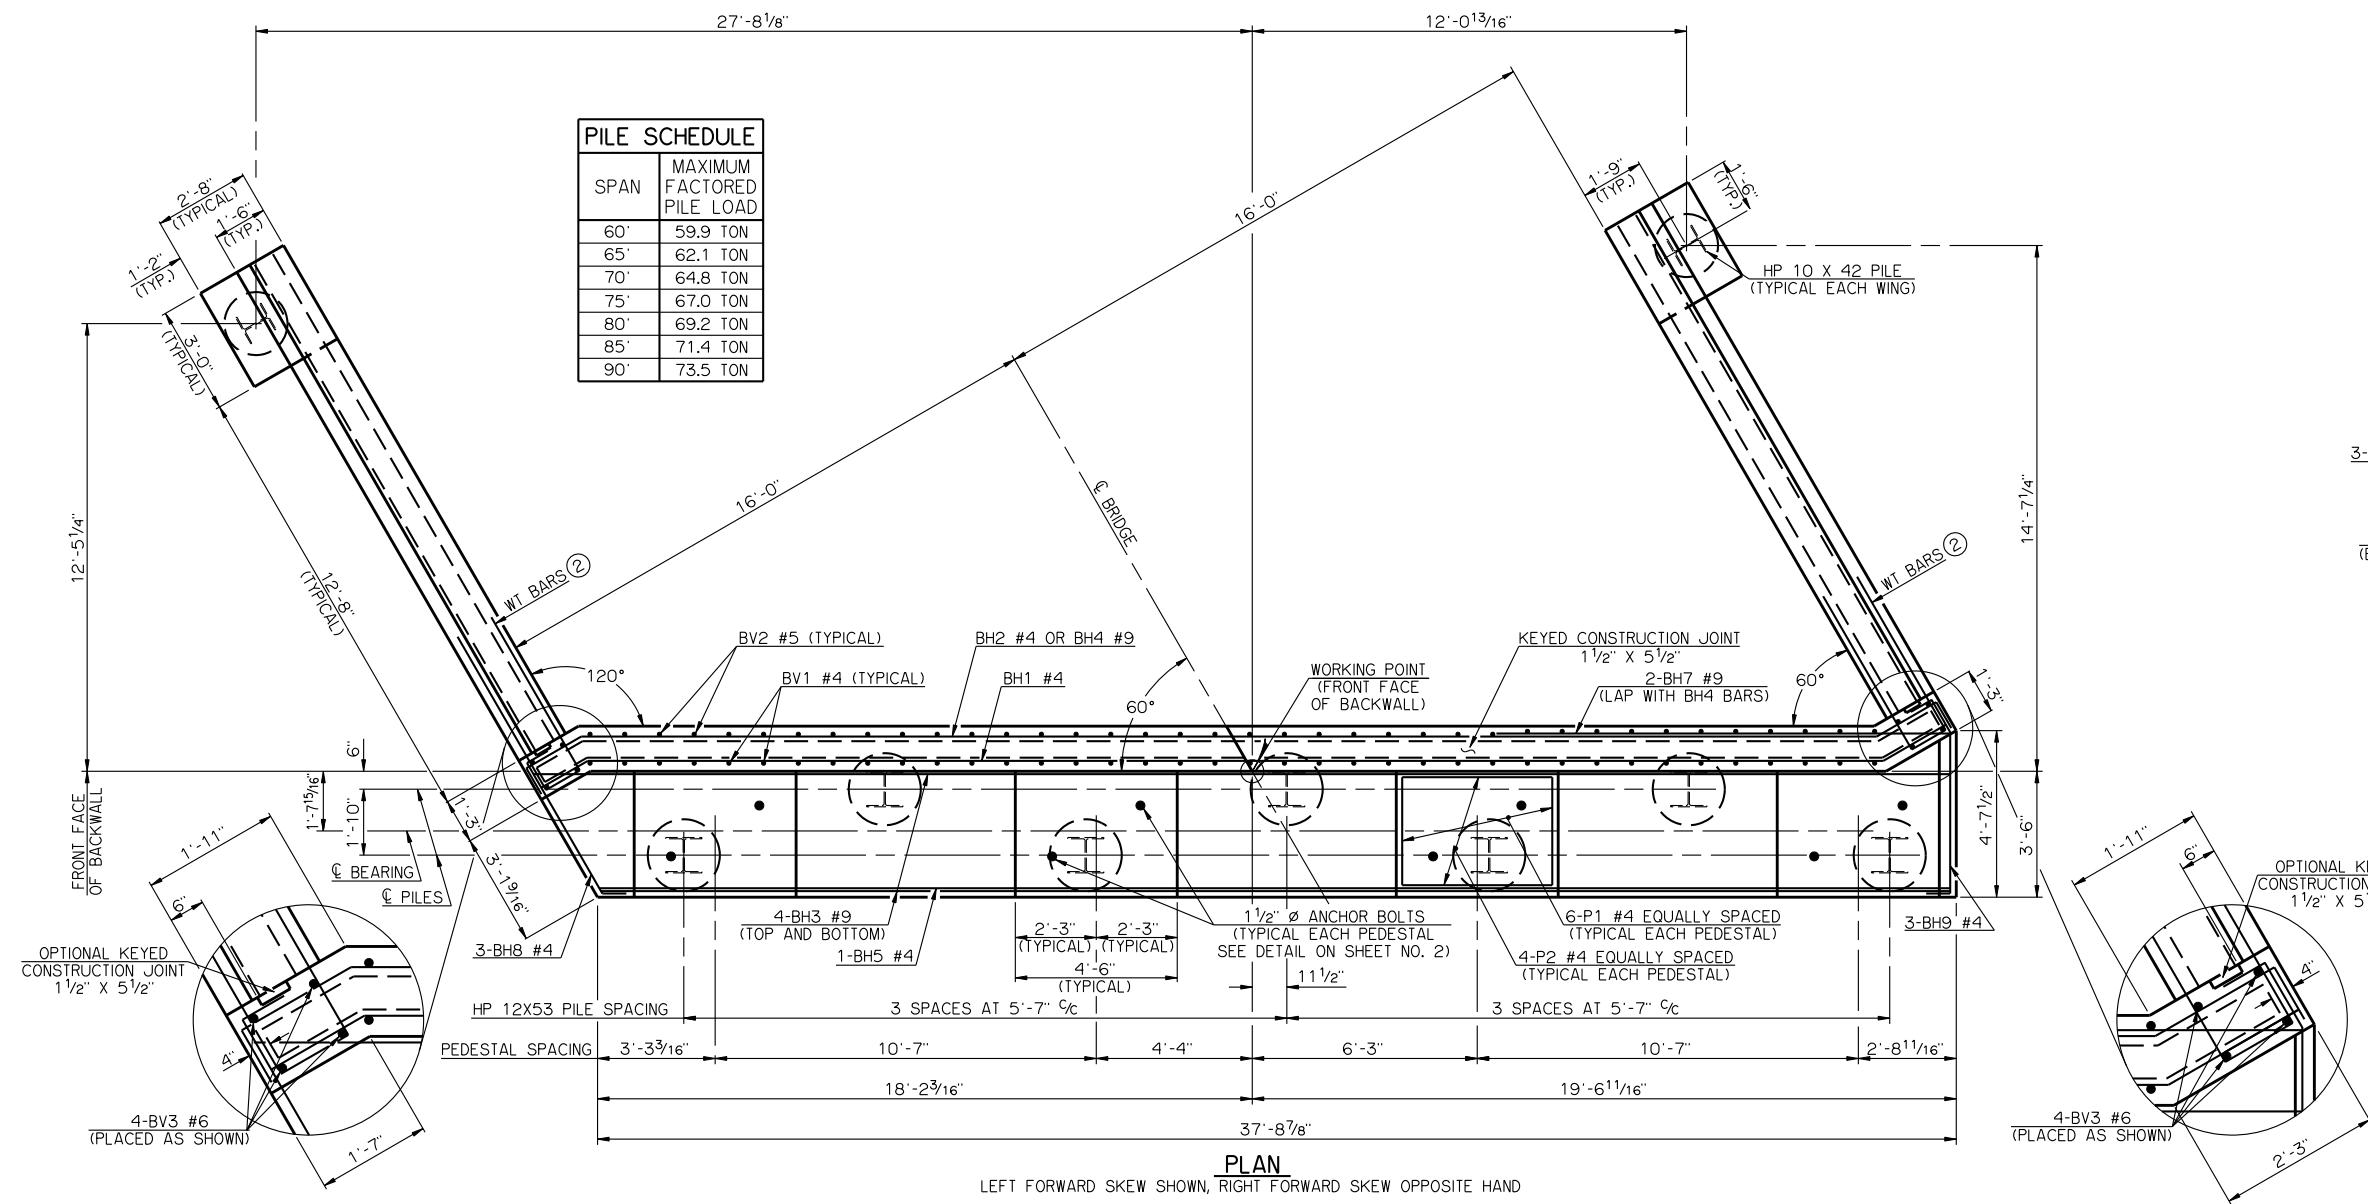 27'-8 1/8"
12'-0 13/16"
PILE SCHEDULE
SPAN
MAXIMUM
FACTORED
PILE LOAD
60' 59.9 TON
65' 62.1 TON
70' 64.8 TON
75' 67.0 TON
80' 69.2 TON
85' 71.4 TON
90' 73.5 TON
2'-8"
(TYPICAL)
1'-6"
(TYP.)
1'-2"
(TYP.)
3'-0"
(TYPICAL)
12'-8"
(TYPICAL)
12'-5 1/4"
16'-0"
16'-0"
℄ BRIDGE
1'-9"
(TYP.)
1'-6"
(TYP.)
HP 10 X 42 PILE
(TYPICAL EACH WING)
14'-7 1/4"
WT BARS ②
WT BARS ②
120°
BV2 #5 (TYPICAL)
BH2 #4 OR BH4 #9
BV1 #4 (TYPICAL)
BH1 #4
60°
WORKING POINT
(FRONT FACE
OF BACKWALL)
KEYED CONSTRUCTION JOINT
1 1/2" X 5 1/2"
2-BH7 #9
(LAP WITH BH4 BARS)
60°
1'-3"
6"
1'-7 15/16"
1'-10"
FRONT FACE
OF BACKWALL
℄ BEARING
℄ PILES
1'-3"
3'-1 9/16"
4'-7 1/2"
3'-6"
1'-11"
6"
OPTIONAL KEYED
CONSTRUCTION JOINT
1 1/2" X 5 1/2"
4"
4-BV3 #6
(PLACED AS SHOWN)
1'-7"
3-BH8 #4
4-BH3 #9
(TOP AND BOTTOM)
1-BH5 #4
2'-3"
(TYPICAL)
2'-3"
(TYPICAL)
4'-6"
(TYPICAL)
1 1/2" Ø ANCHOR BOLTS
(TYPICAL EACH PEDESTAL
SEE DETAIL ON SHEET NO. 2)
11 1/2"
6-P1 #4 EQUALLY SPACED
(TYPICAL EACH PEDESTAL)
4-P2 #4 EQUALLY SPACED
(TYPICAL EACH PEDESTAL)
3-BH9 #4
HP 12X53 PILE SPACING
3 SPACES AT 5'-7" C/C
3 SPACES AT 5'-7" C/C
PEDESTAL SPACING
3'-3 3/16"
10'-7"
4'-4"
6'-3"
10'-7"
2'-8 11/16"
18'-2 3/16"
19'-6 11/16"
37'-8 7/8"
1'-11"
6"
OPTIONAL KE
CONSTRUCTION
1 1/2" X 5
4"
4-BV3 #6
(PLACED AS SHOWN)
2'-3"
3-
PLAN
LEFT FORWARD SKEW SHOWN, RIGHT FORWARD SKEW OPPOSITE HAND